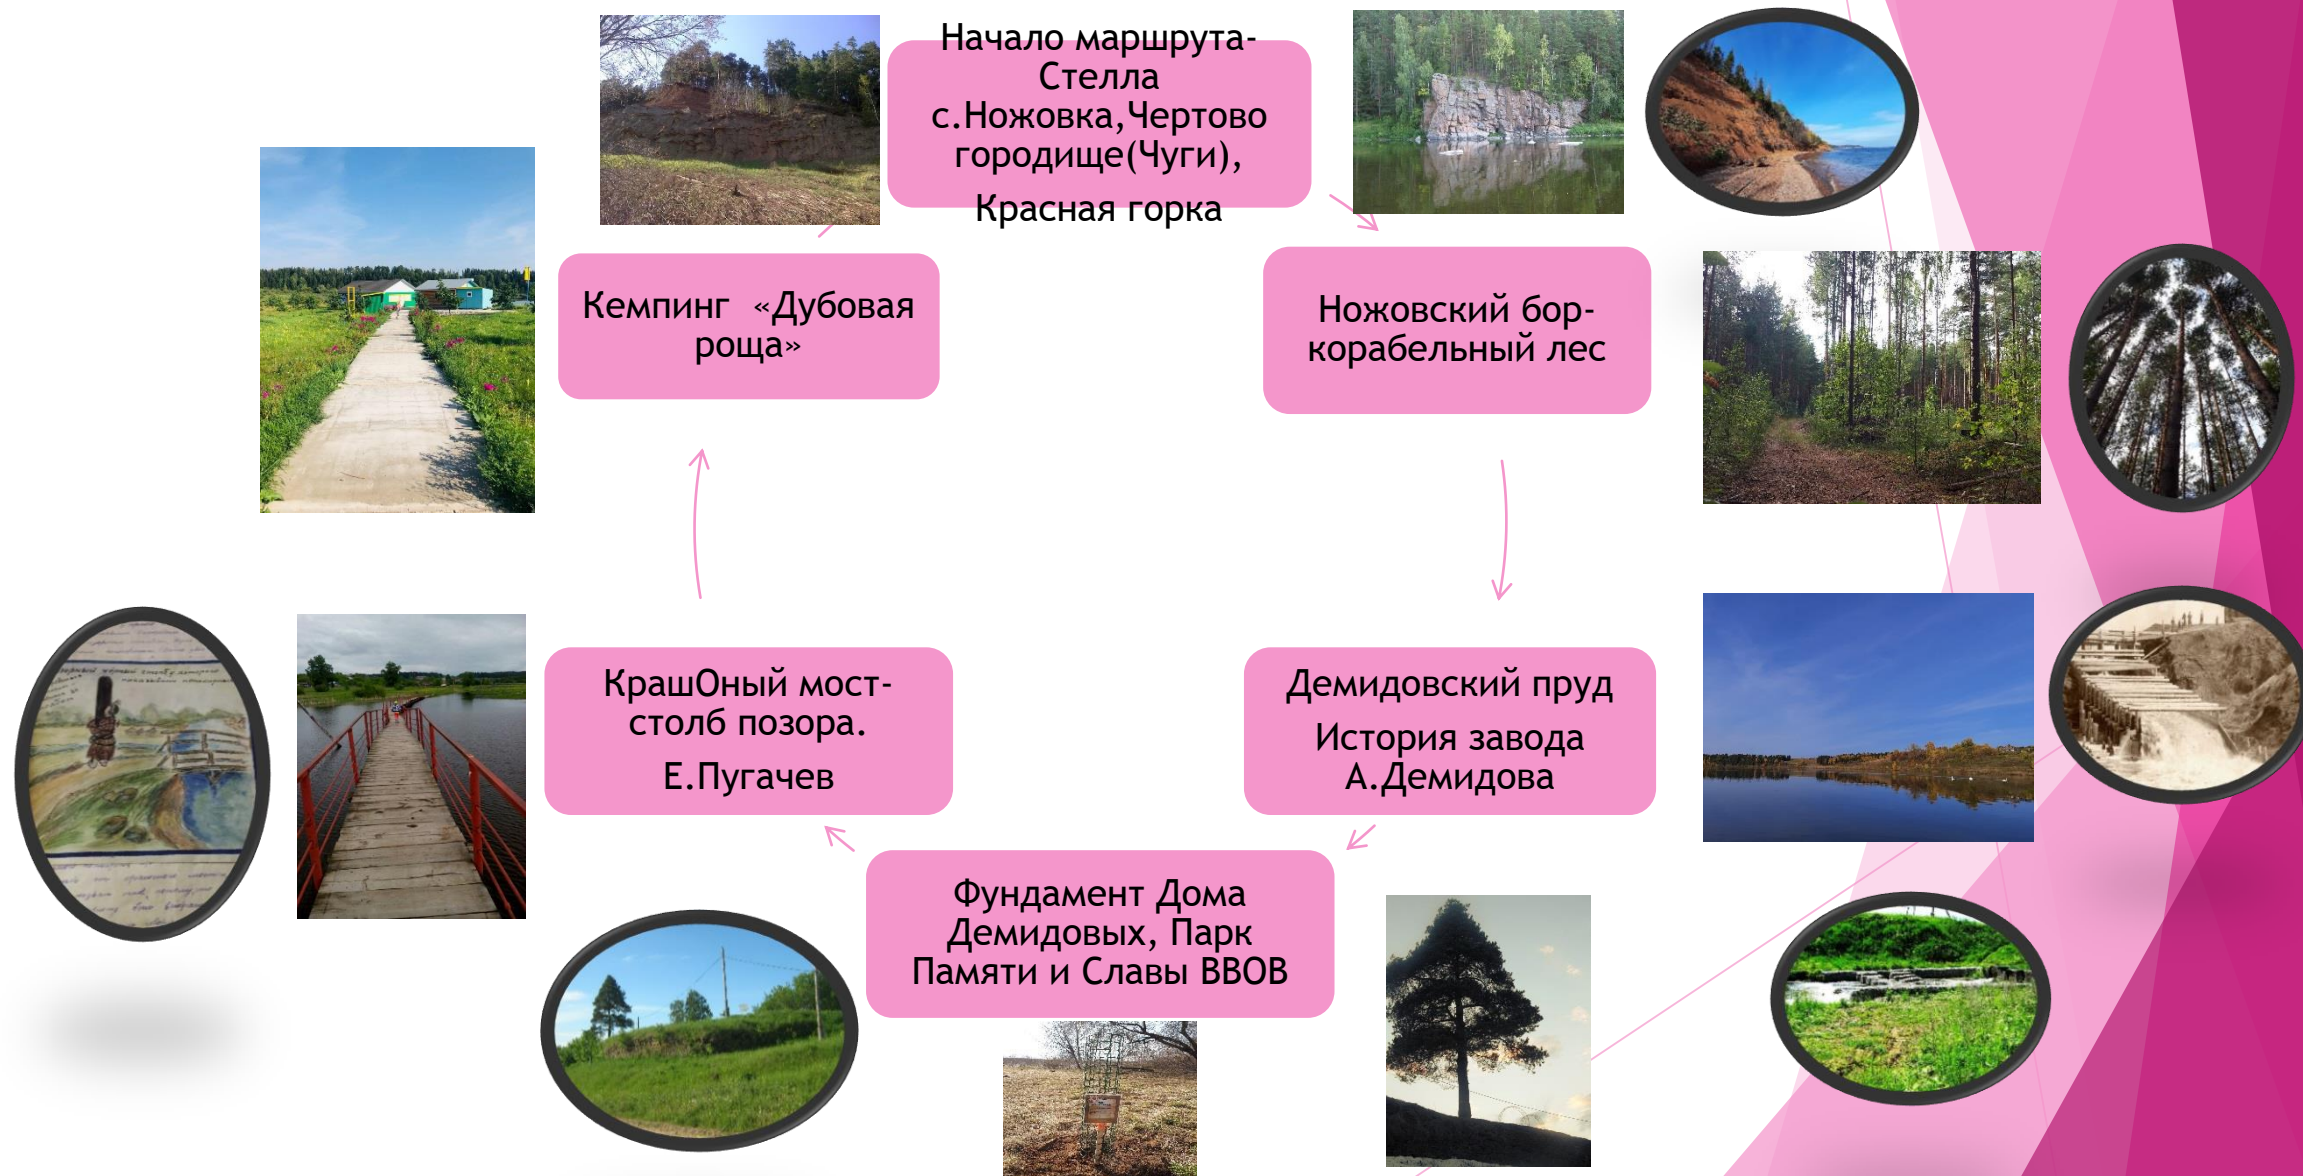 Начало маршрута-
Стелла
с.Ножовка,Чертово
городище(Чуги),
Красная горка
Ножовский бор-
корабельный лес
Демидовский пруд
История завода
А.Демидова
Фундамент Дома
Демидовых, Парк
Памяти и Славы ВВОВ
КрашОный мост-
столб позора.
Е.Пугачев
Кемпинг  «Дубовая
роща»